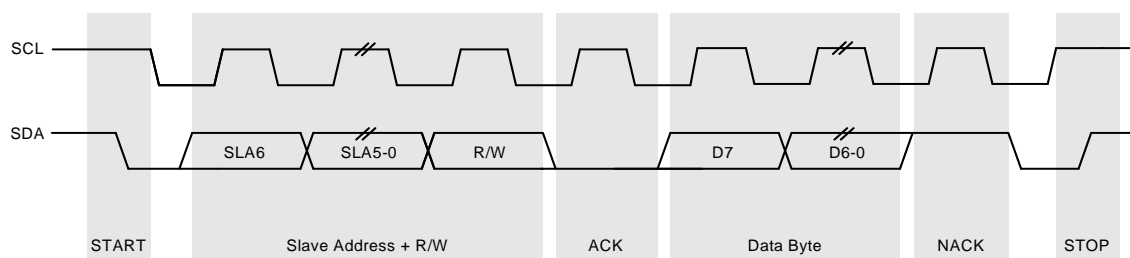 SCL
SDA
SLA6 SLA5-0 R/W D7 D6-0
START Slave Address + R/W ACK Data Byte NACK STOP